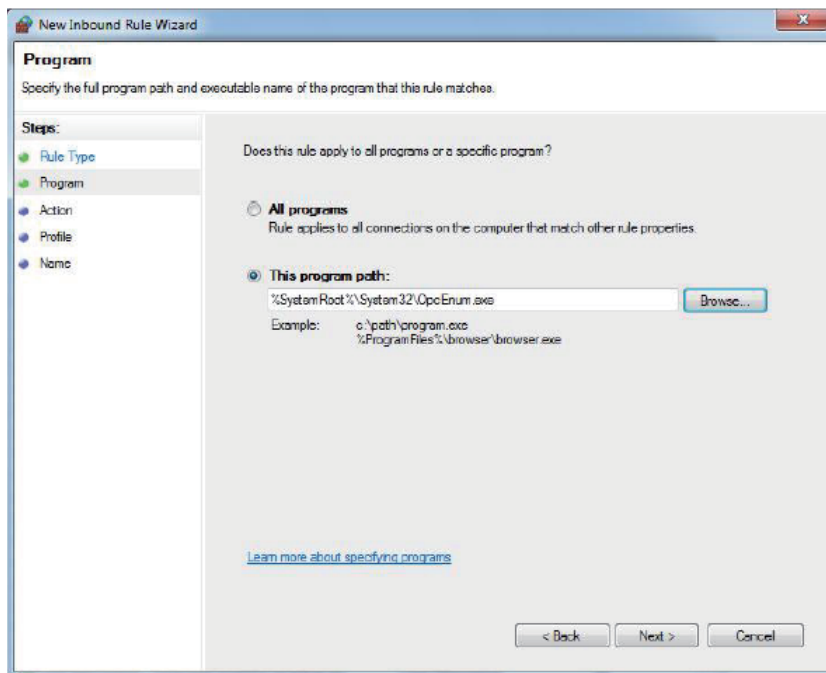 New Inbound Rule Wizard
Program
Specify the full program path and executable name of the program that this rule matches.
Steps:
Rule Type
Program
Action
Profile
Name
Does this rule apply to all programs or a specific program?
All programs
Rule applies to all connections on the computer that match other rule properties.
This program path:
%SystemRoot%\System32\OpcEnum.exe
Browse...
Example: c:\path\program.exe
%ProgramFiles%\browser\browser.exe
Learn more about specifying programs
< Back Next > Cancel